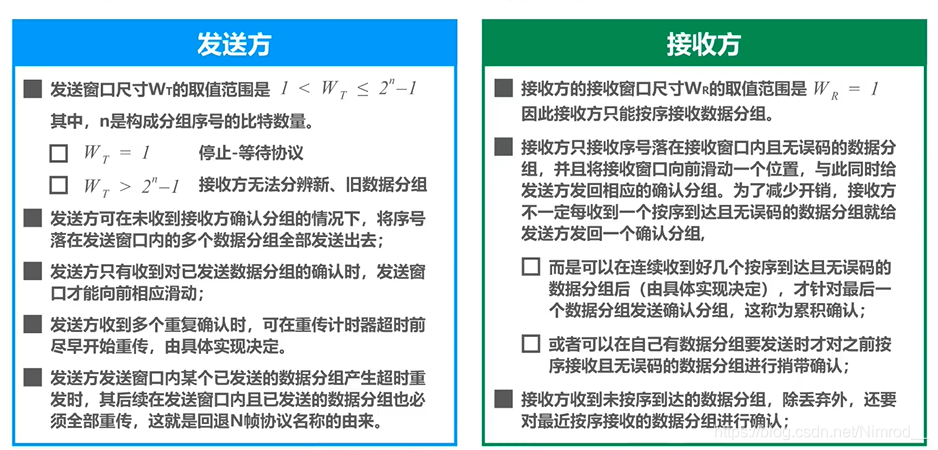 发送方
发送窗口尺寸WT的取值范围是 1 < WT ≤ 2ⁿ–1
其中，n是构成分组序号的比特数量。
WT = 1 停止-等待协议
WT > 2ⁿ–1 接收方无法分辨新、旧数据分组
发送方可在未收到接收方确认分组的情况下，将序号
落在发送窗口内的多个数据分组全部发送出去；
发送方只有收到对已发送数据分组的确认时，发送窗
口才能向前相应滑动；
发送方收到多个重复确认时，可在重传计时器超时前
尽早开始重传，由具体实现决定。
发送方发送窗口内某个已发送的数据分组产生超时重
发时，其后续在发送窗口内且已发送的数据分组也必
须全部重传，这就是回退N帧协议名称的由来。
接收方
接收方的接收窗口尺寸WR的取值范围是 WR = 1
因此接收方只能按序接收数据分组。
接收方只接收序号落在接收窗口内且无误码的数据分
组，并且将接收窗口向前滑动一个位置，与此同时给
发送方发回相应的确认分组。为了减少开销，接收方
不一定每收到一个按序到达且无误码的数据分组就给
发送方发回一个确认分组,
而是可以在连续收到好几个按序到达且无误码的
数据分组后（由具体实现决定），才针对最后一
个数据分组发送确认分组，这称为累积确认；
或者可以在自己有数据分组要发送时才对之前按
序接收且无误码的数据分组进行捎带确认；
接收方收到未按序到达的数据分组，除丢弃外，还要
对最近按序接收的数据分组进行确认；
https://blog.csdn.net/Nimrod__